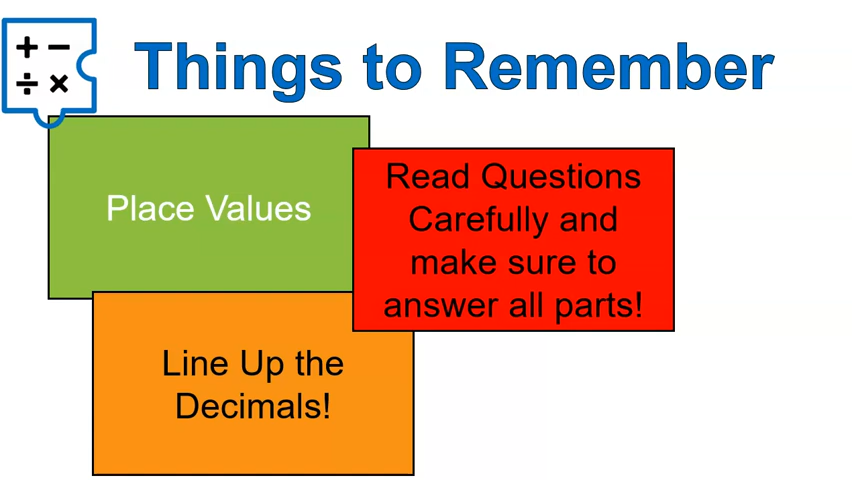 + −
÷ ×
Things to Remember
Place Values
Read Questions
Carefully and
make sure to
answer all parts!
Line Up the
Decimals!